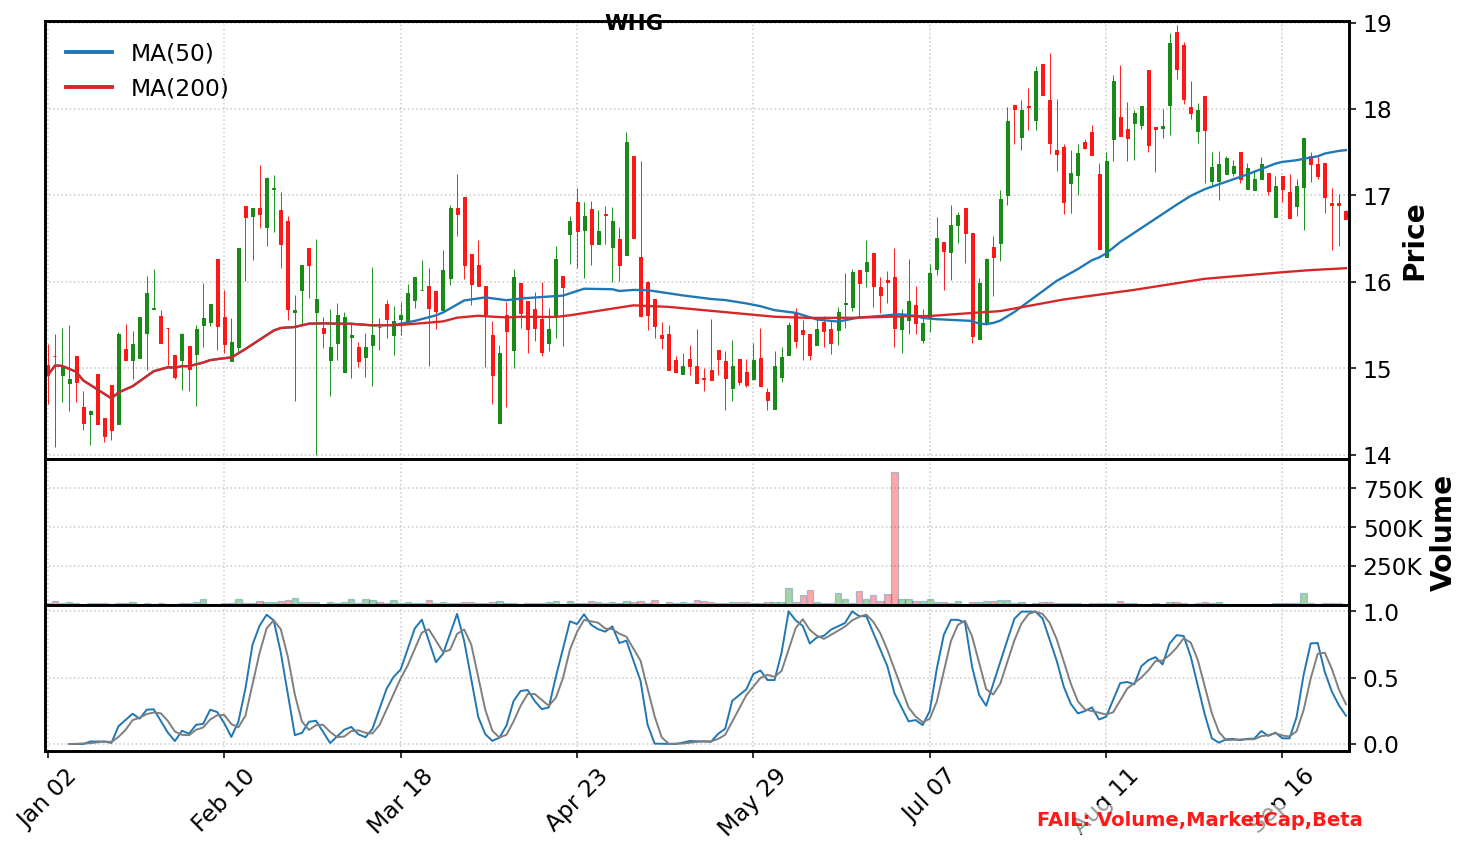 WHG
MA(50)
MA(200)
19
18
17
16
15
14
Price
750K
500K
250K
Volume
1.0
0.5
0.0
Jan 02
Feb 10
Mar 18
Apr 23
May 29
Jul 07
Aug 11
Sep 16
FAIL: Volume,MarketCap,Beta